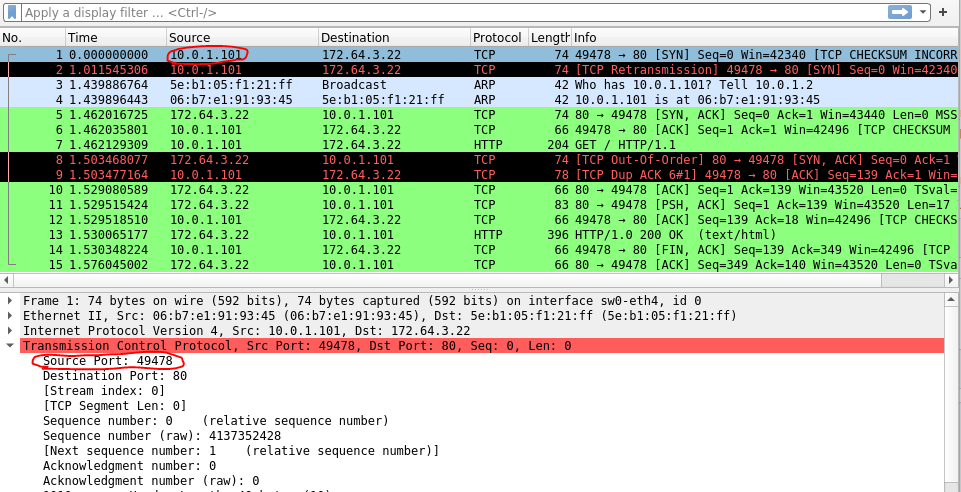 Apply a display filter … <Ctrl-/>
No. Time Source Destination Protocol Length Info
1 0.000000000 10.0.1.101 172.64.3.22 TCP 74 49478 → 80 [SYN] Seq=0 Win=42340 [TCP CHECKSUM INCORR
2 1.011545306 10.0.1.101 172.64.3.22 TCP 74 [TCP Retransmission] 49478 → 80 [SYN] Seq=0 Win=42340
3 1.439886764 5e:b1:05:f1:21:ff Broadcast ARP 42 Who has 10.0.1.101? Tell 10.0.1.2
4 1.439896443 06:b7:e1:91:93:45 5e:b1:05:f1:21:ff ARP 42 10.0.1.101 is at 06:b7:e1:91:93:45
5 1.462016725 172.64.3.22 10.0.1.101 TCP 74 80 → 49478 [SYN, ACK] Seq=0 Ack=1 Win=43440 Len=0 MSS
6 1.462035801 10.0.1.101 172.64.3.22 TCP 66 49478 → 80 [ACK] Seq=1 Ack=1 Win=42496 [TCP CHECKSUM
7 1.462129309 10.0.1.101 172.64.3.22 HTTP 204 GET / HTTP/1.1
8 1.503468077 172.64.3.22 10.0.1.101 TCP 74 [TCP Out-Of-Order] 80 → 49478 [SYN, ACK] Seq=0 Ack=1
9 1.503477164 10.0.1.101 172.64.3.22 TCP 78 [TCP Dup ACK 6#1] 49478 → 80 [ACK] Seq=139 Ack=1 Win=
10 1.529080589 172.64.3.22 10.0.1.101 TCP 66 80 → 49478 [ACK] Seq=1 Ack=139 Win=43520 Len=0 TSval=
11 1.529515424 172.64.3.22 10.0.1.101 TCP 83 80 → 49478 [PSH, ACK] Seq=1 Ack=139 Win=43520 Len=17
12 1.529518510 10.0.1.101 172.64.3.22 TCP 66 49478 → 80 [ACK] Seq=139 Ack=18 Win=42496 [TCP CHECKS
13 1.530065177 172.64.3.22 10.0.1.101 HTTP 396 HTTP/1.0 200 OK (text/html)
14 1.530348224 10.0.1.101 172.64.3.22 TCP 66 49478 → 80 [FIN, ACK] Seq=139 Ack=349 Win=42496 [TCP
15 1.576045002 172.64.3.22 10.0.1.101 TCP 66 80 → 49478 [ACK] Seq=349 Ack=140 Win=43520 Len=0 TSva
Frame 1: 74 bytes on wire (592 bits), 74 bytes captured (592 bits) on interface sw0-eth4, id 0
Ethernet II, Src: 06:b7:e1:91:93:45 (06:b7:e1:91:93:45), Dst: 5e:b1:05:f1:21:ff (5e:b1:05:f1:21:ff)
Internet Protocol Version 4, Src: 10.0.1.101, Dst: 172.64.3.22
Transmission Control Protocol, Src Port: 49478, Dst Port: 80, Seq: 0, Len: 0
Source Port: 49478
Destination Port: 80
[Stream index: 0]
[TCP Segment Len: 0]
Sequence number: 0 (relative sequence number)
Sequence number (raw): 4137352428
[Next sequence number: 1 (relative sequence number)]
Acknowledgment number: 0
Acknowledgment number (raw): 0